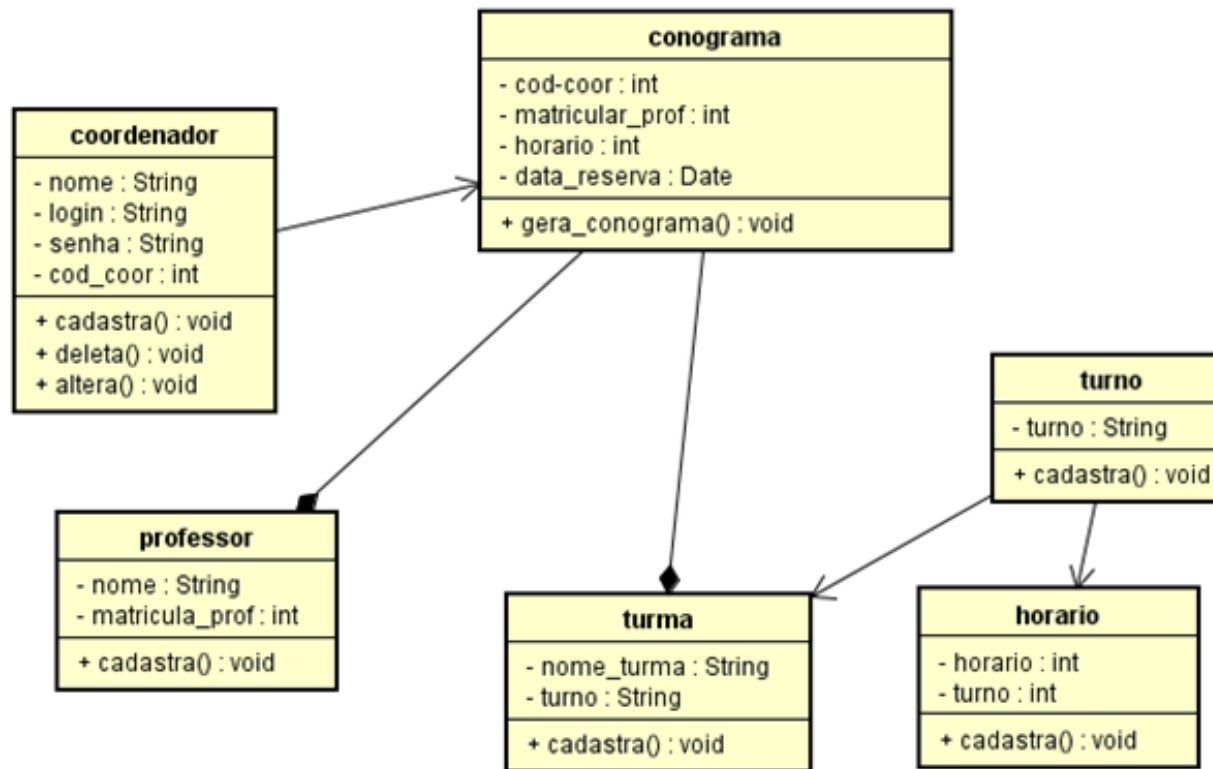 conograma
- cod-coor : int
- matricular_prof : int
- horario : int
- data_reserva : Date
+ gera_conograma() : void
coordenador
- nome : String
- login : String
- senha : String
- cod_coor : int
+ cadastra() : void
+ deleta() : void
+ altera() : void
turno
- turno : String
+ cadastra() : void
professor
- nome : String
- matricula_prof : int
+ cadastra() : void
turma
- nome_turma : String
- turno : String
+ cadastra() : void
horario
- horario : int
- turno : int
+ cadastra() : void